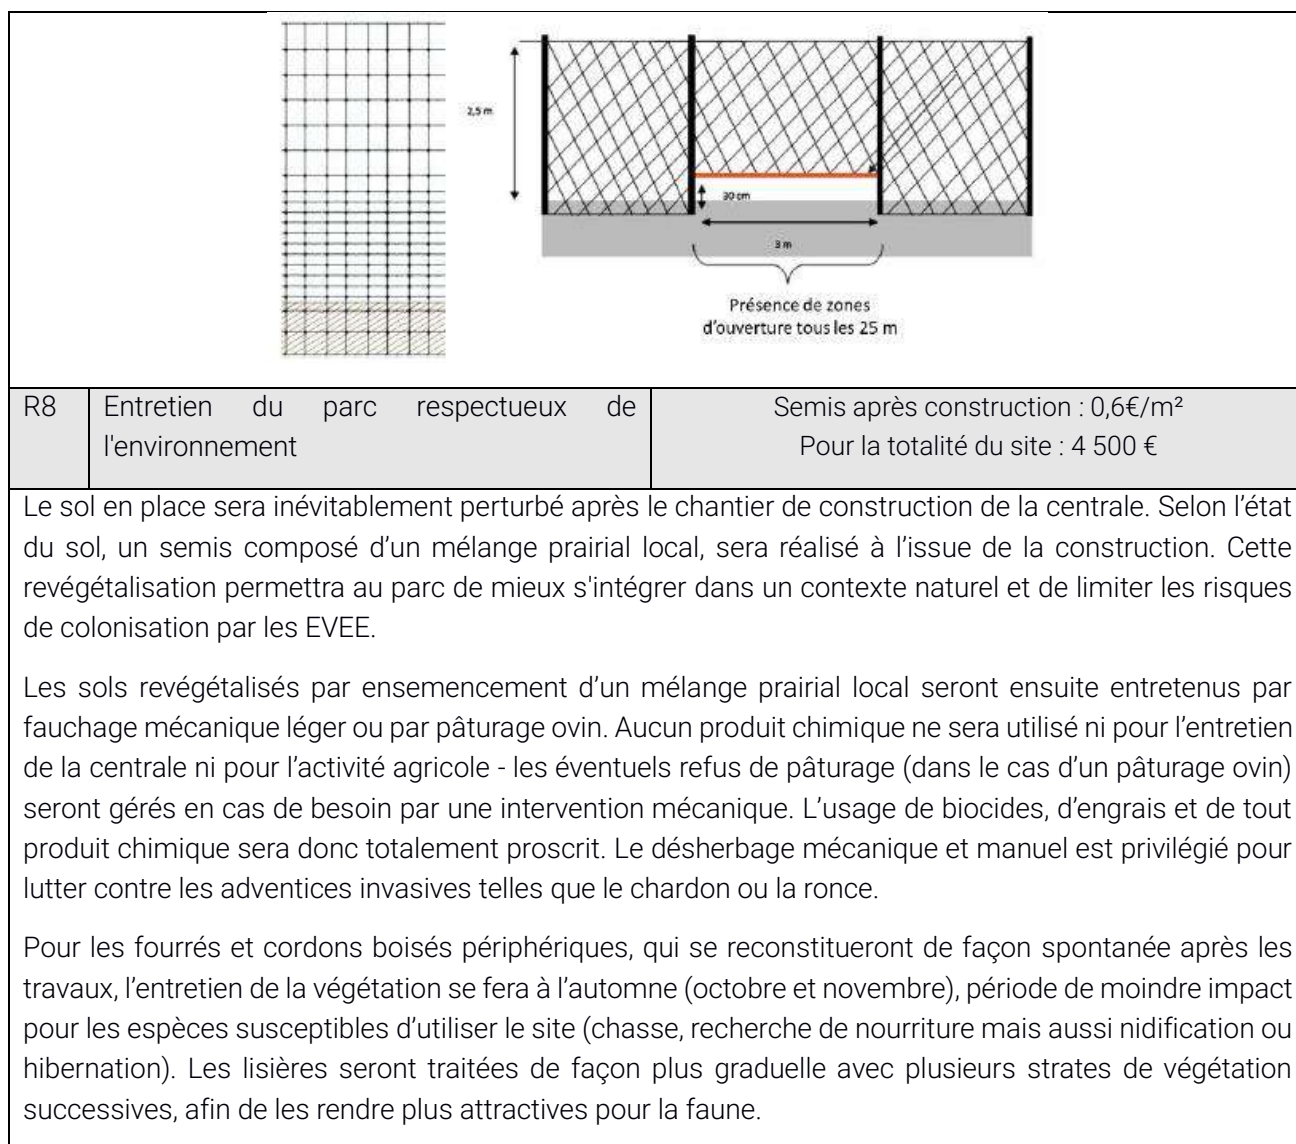 2,5 m
30 cm
3 m
Présence de zones
d'ouverture tous les 25 m
R8 Entretien du parc respectueux de
l'environnement
Semis après construction : 0,6€/m²
Pour la totalité du site : 4 500 €
Le sol en place sera inévitablement perturbé après le chantier de construction de la centrale. Selon l’état
du sol, un semis composé d’un mélange prairial local, sera réalisé à l’issue de la construction. Cette
revégétalisation permettra au parc de mieux s'intégrer dans un contexte naturel et de limiter les risques
de colonisation par les EVEE.
Les sols revégétalisés par ensemencement d’un mélange prairial local seront ensuite entretenus par
fauchage mécanique léger ou par pâturage ovin. Aucun produit chimique ne sera utilisé ni pour l’entretien
de la centrale ni pour l’activité agricole - les éventuels refus de pâturage (dans le cas d’un pâturage ovin)
seront gérés en cas de besoin par une intervention mécanique. L’usage de biocides, d’engrais et de tout
produit chimique sera donc totalement proscrit. Le désherbage mécanique et manuel est privilégié pour
lutter contre les adventices invasives telles que le chardon ou la ronce.
Pour les fourrés et cordons boisés périphériques, qui se reconstitueront de façon spontanée après les
travaux, l’entretien de la végétation se fera à l’automne (octobre et novembre), période de moindre impact
pour les espèces susceptibles d’utiliser le site (chasse, recherche de nourriture mais aussi nidification ou
hibernation). Les lisières seront traitées de façon plus graduelle avec plusieurs strates de végétation
successives, afin de les rendre plus attractives pour la faune.